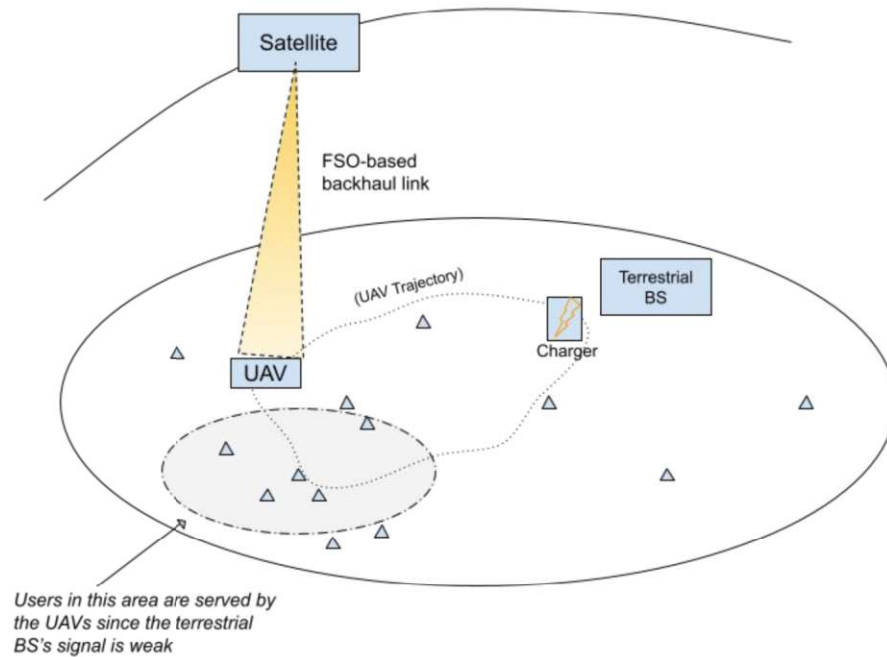 Satellite
FSO-based
backhaul link
(UAV Trajectory)
Terrestrial
BS
Charger
UAV
Users in this area are served by
the UAVs since the terrestrial
BS's signal is weak